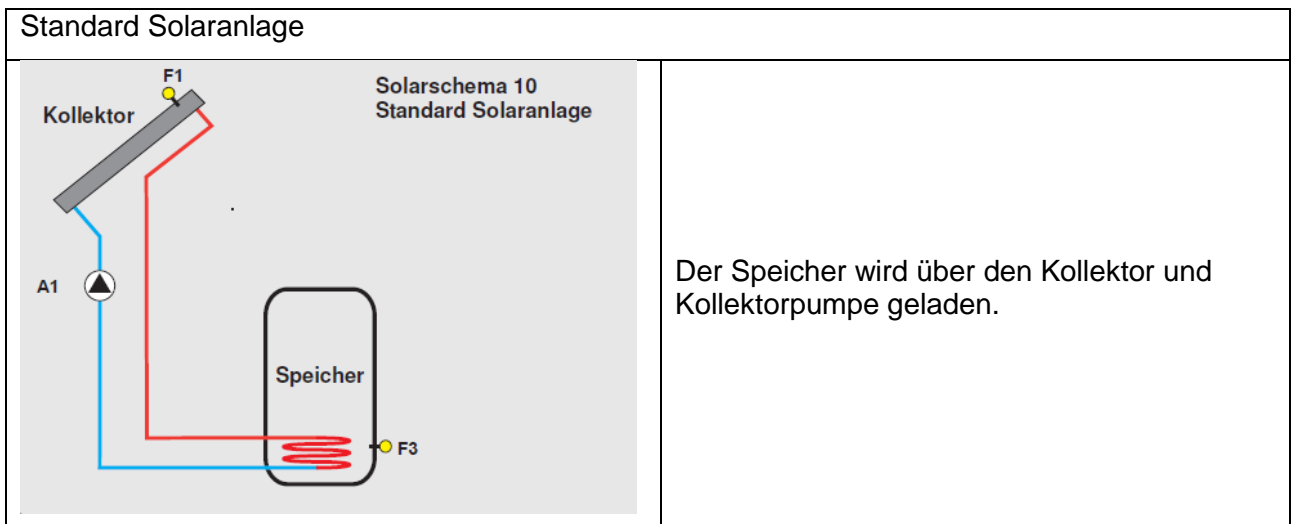 Standard Solaranlage
F1
Solarschema 10
Standard Solaranlage
Kollektor
A1
Der Speicher wird über den Kollektor und
Kollektorpumpe geladen.
Speicher
F3